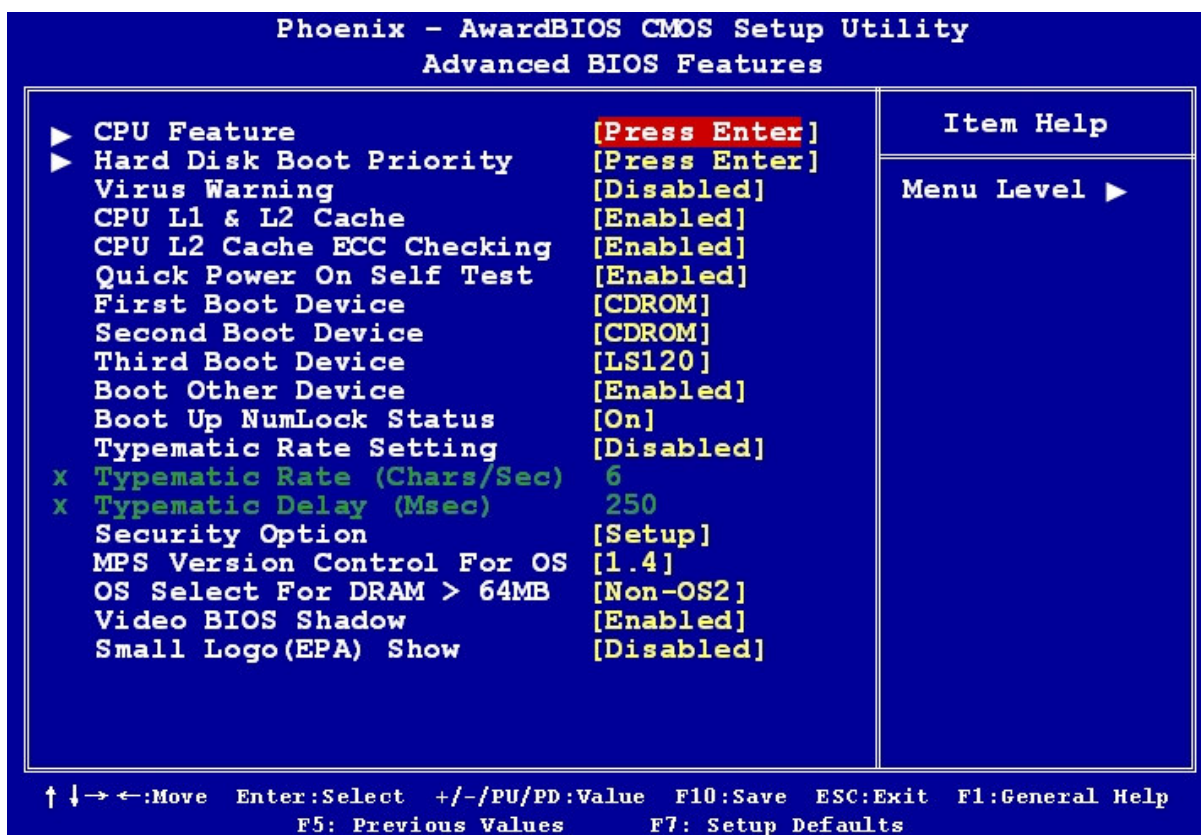 Phoenix - AwardBIOS CMOS Setup Utility
Advanced BIOS Features
▶ CPU Feature [Press Enter]
▶ Hard Disk Boot Priority [Press Enter]
Virus Warning [Disabled]
CPU L1 & L2 Cache [Enabled]
CPU L2 Cache ECC Checking [Enabled]
Quick Power On Self Test [Enabled]
First Boot Device [CDROM]
Second Boot Device [CDROM]
Third Boot Device [LS120]
Boot Other Device [Enabled]
Boot Up NumLock Status [On]
Typematic Rate Setting [Disabled]
x Typematic Rate (Chars/Sec) 6
x Typematic Delay (Msec) 250
Security Option [Setup]
MPS Version Control For OS [1.4]
OS Select For DRAM > 64MB [Non-OS2]
Video BIOS Shadow [Enabled]
Small Logo(EPA) Show [Disabled]
Item Help
Menu Level ▶
↑↓→←:Move Enter:Select +/-/PU/PD:Value F10:Save ESC:Exit F1:General Help
F5: Previous Values F7: Setup Defaults